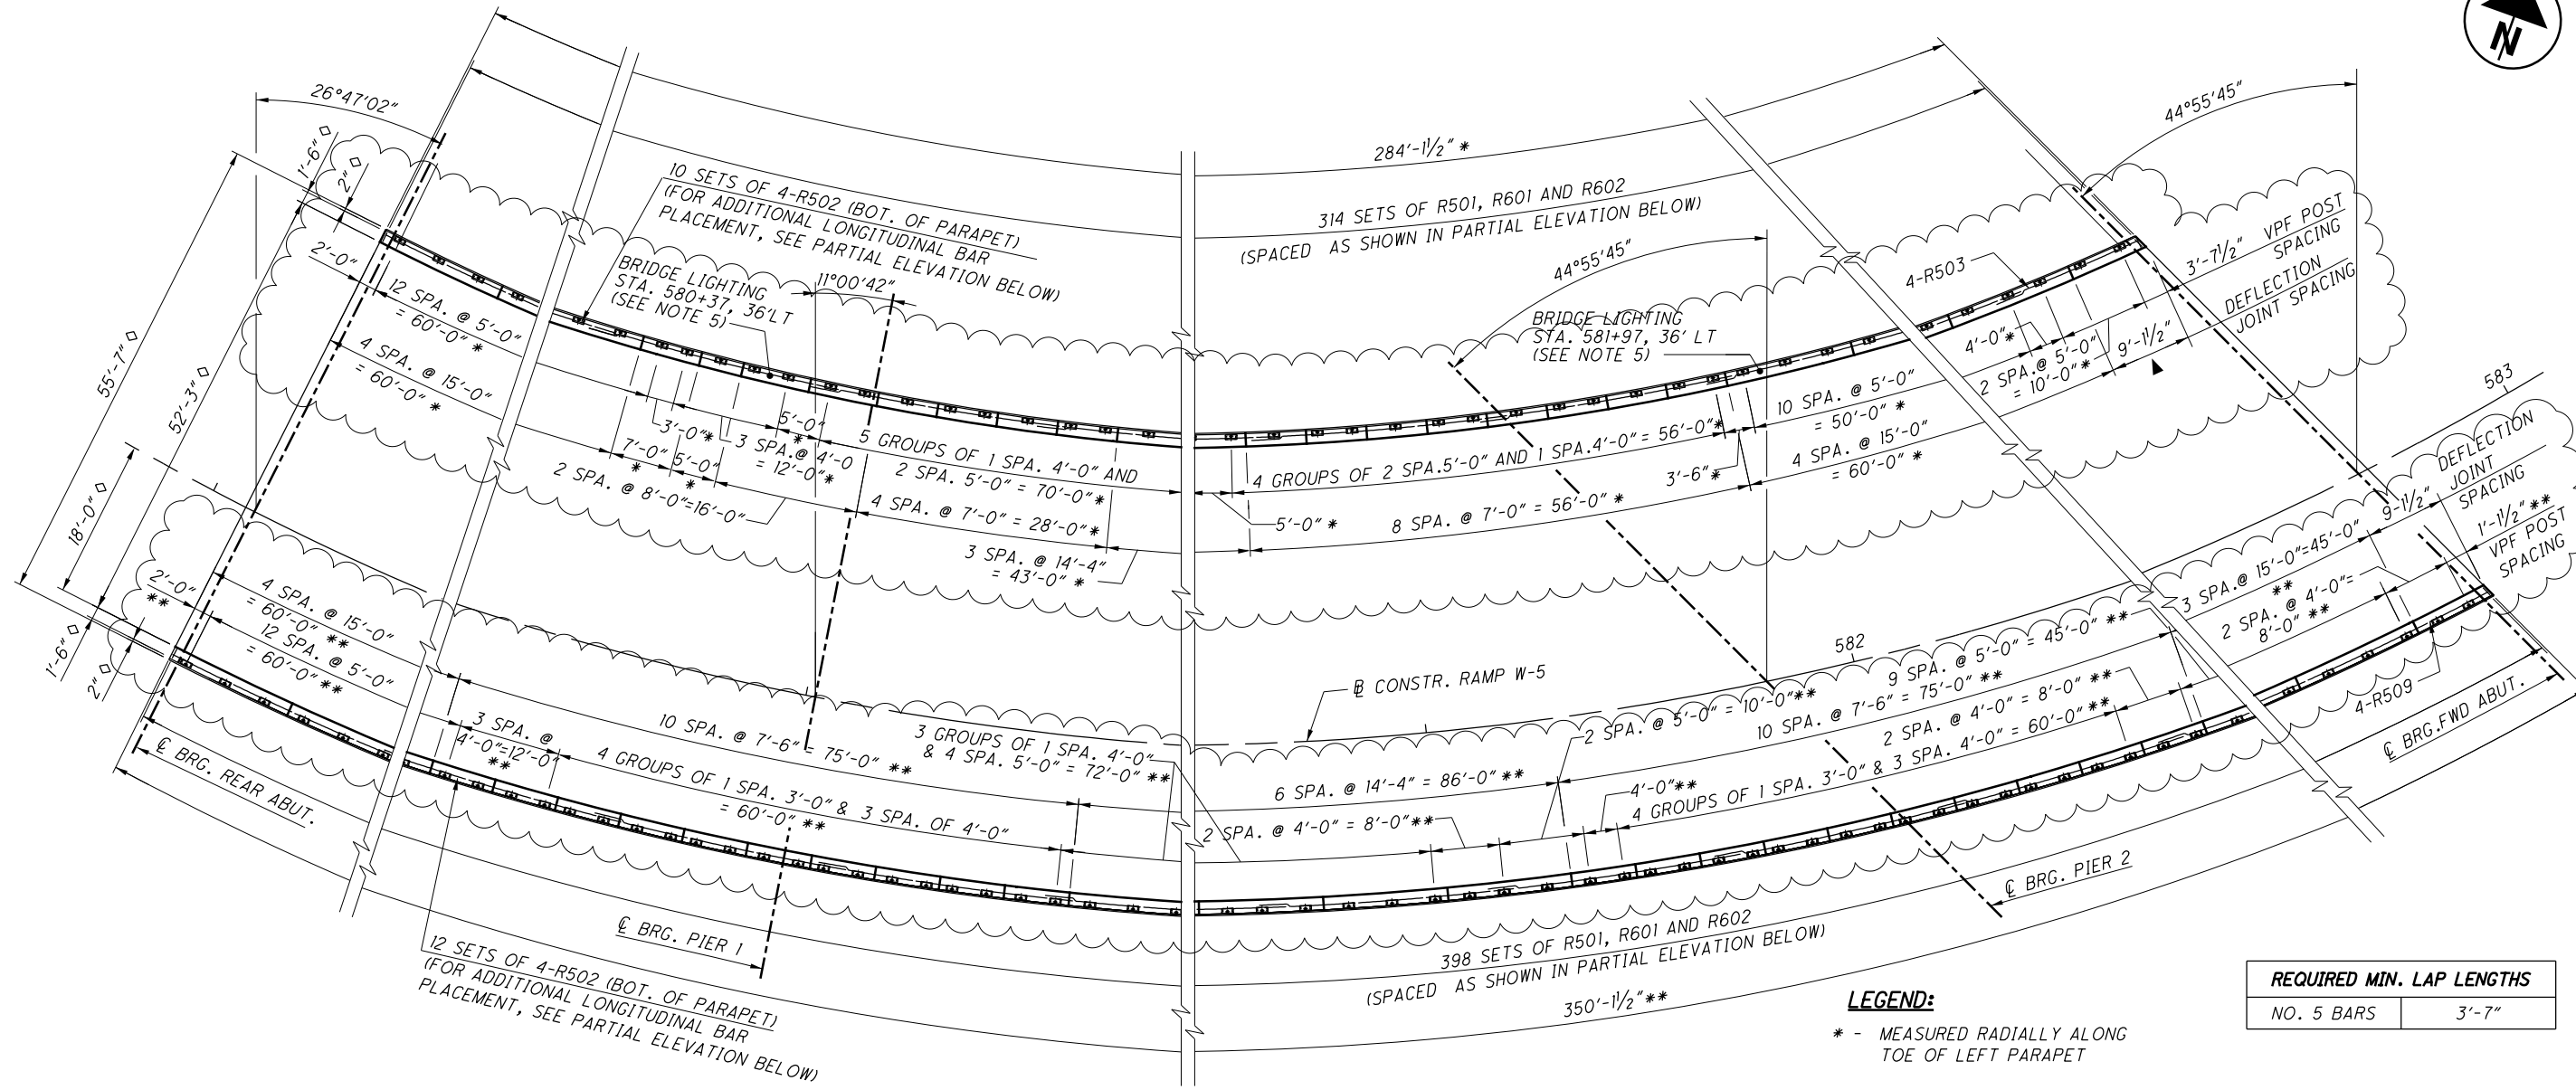 N
26°47'02"
1'-6" ◊
2" ◊
55'-7" ◊
52'-3" ◊
18'-0" ◊
1'-6" ◊
2" ◊
284'-1 1/2" *
314 SETS OF R501, R601 AND R602
(SPACED AS SHOWN IN PARTIAL ELEVATION BELOW)
10 SETS OF 4-R502 (BOT. OF PARAPET)
(FOR ADDITIONAL LONGITUDINAL BAR
PLACEMENT, SEE PARTIAL ELEVATION BELOW)
BRIDGE LIGHTING
STA. 580+37, 36'LT
(SEE NOTE 5)
11°00'42"
44°55'45"
44°55'45"
BRIDGE LIGHTING
STA. 581+97, 36' LT
(SEE NOTE 5)
4-R503
3'-7 1/2" VPF POST
SPACING
DEFLECTION
JOINT SPACING
2'-0"
12 SPA. @ 5'-0"
= 60'-0" *
4 SPA. @ 15'-0"
= 60'-0" *
3'-0"*
3 SPA.@ 4'-0
= 12'-0"*
5'-0"
*
5 GROUPS OF 1 SPA. 4'-0" AND
2 SPA. 5'-0" = 70'-0"*
7'-0"
*
5'-0"
*
2 SPA. @ 8'-0"=16'-0"
4 SPA. @ 7'-0" = 28'-0"*
3 SPA. @ 14'-4"
= 43'-0" *
4 GROUPS OF 2 SPA.5'-0" AND 1 SPA.4'-0" = 56'-0"*
5'-0" *
8 SPA. @ 7'-0" = 56'-0" *
3'-6"*
10 SPA. @ 5'-0"
= 50'-0" *
4 SPA. @ 15'-0"
= 60'-0" *
4'-0"*
2 SPA.@ 5'-0"
= 10'-0"*
9'-1 1/2"
583
DEFLECTION
JOINT
SPACING
9-1 1/2"
1'-1 1/2" **
VPF POST
SPACING
3 SPA.@ 15'-0"=45'-0"
**
2 SPA. @ 4'-0"=
8'-0" **
4-R509
℄ BRG.FWD ABUT.
2'-0"
**
4 SPA. @ 15'-0"
= 60'-0" **
12 SPA. @ 5'-0"
= 60'-0" **
3 SPA. @
4'-0"=12'-0"
**
10 SPA. @ 7'-6" = 75'-0" **
4 GROUPS OF 1 SPA. 3'-0" & 3 SPA. OF 4'-0"
= 60'-0" **
3 GROUPS OF 1 SPA. 4'-0"
& 4 SPA. 5'-0" = 72'-0" **
B CONSTR. RAMP W-5
582
9 SPA. @ 5'-0" = 45'-0" **
2 SPA. @ 5'-0" = 10'-0"**
10 SPA. @ 7'-6" = 75'-0" **
2 SPA. @ 4'-0" = 8'-0" **
6 SPA. @ 14'-4" = 86'-0" **
4'-0"**
4 GROUPS OF 1 SPA. 3'-0" & 3 SPA. 4'-0" = 60'-0" **
2 SPA. @ 4'-0" = 8'-0"**
℄ BRG. REAR ABUT.
℄ BRG. PIER 1
℄ BRG. PIER 2
12 SETS OF 4-R502 (BOT. OF PARAPET)
(FOR ADDITIONAL LONGITUDINAL BAR
PLACEMENT, SEE PARTIAL ELEVATION BELOW)
398 SETS OF R501, R601 AND R602
(SPACED AS SHOWN IN PARTIAL ELEVATION BELOW)
350'-1 1/2"**
LEGEND:
* - MEASURED RADIALLY ALONG
TOE OF LEFT PARAPET
REQUIRED MIN. LAP LENGTHS
NO. 5 BARS 3'-7"